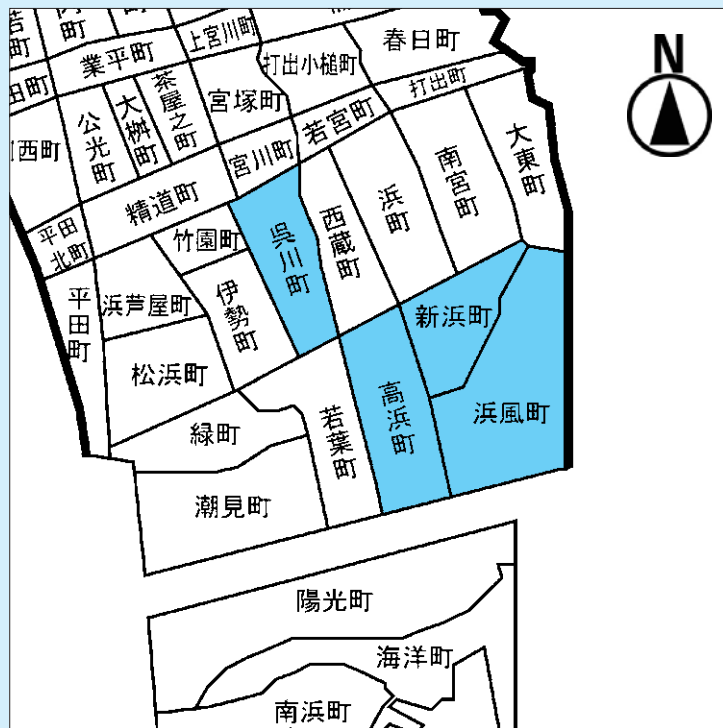 上宮川町
春日町
業平町
打出小槌町
茶屋之町
打出町
田町
宮塚町
大桝町
若宮町
公光町
西町
宮川町
大東町
南宮町
精道町
浜町
西蔵町
平田北町
竹園町
呉川町
平田町
浜芦屋町
伊勢町
新浜町
松浜町
高浜町
浜風町
緑町
若葉町
潮見町
陽光町
海洋町
南浜町
N